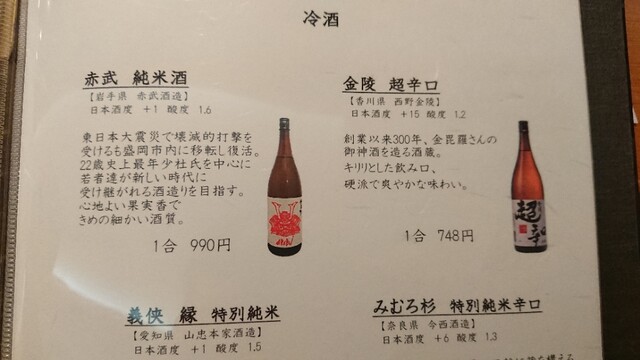 冷酒
赤武 純米酒
【岩手県 赤武酒造】
日本酒度 +1 酸度 1.6
東日本大震災で壊滅的打撃を
受けるも盛岡市内に移転し復活。
22歳史上最年少杜氏を中心に
若者達が新しい時代に
受け継がれる酒造りを目指す。
心地よい果実香で
きめの細かい酒質。
1合 990円
金陵 超辛口
【香川県 西野金陵】
日本酒度 +15 酸度 1.2
創業以来300年、金毘羅さんの
御神酒を造る酒蔵。
キリリとした飲み口、
硬派で爽やかな味わい。
1合 748円
超
辛
口
義侠 縁 特別純米
【愛知県 山忠本家酒造】
日本酒度 +1 酸度 1.5
みむろ杉 特別純米辛口
【奈良県 今西酒造】
日本酒度 +6 酸度 1.3